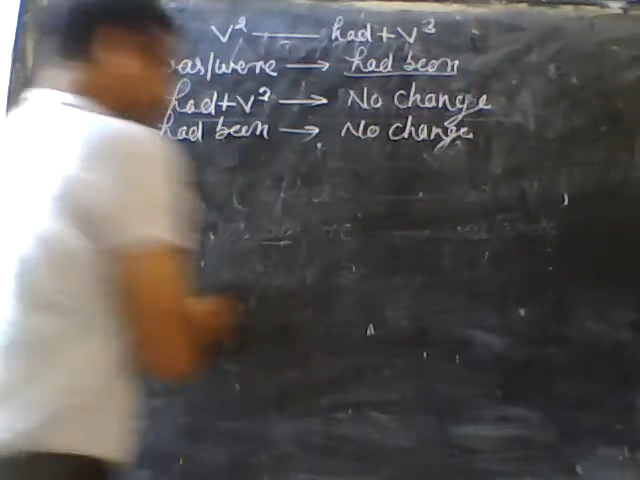 V² — had+V³
was/were → had been
had+V³ → No change
had been → No change